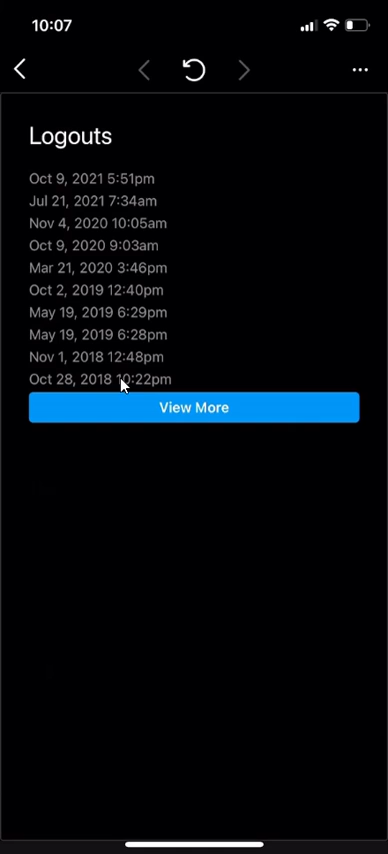 10:07
Logouts
Oct 9, 2021 5:51pm
Jul 21, 2021 7:34am
Nov 4, 2020 10:05am
Oct 9, 2020 9:03am
Mar 21, 2020 3:46pm
Oct 2, 2019 12:40pm
May 19, 2019 6:29pm
May 19, 2019 6:28pm
Nov 1, 2018 12:48pm
Oct 28, 2018 10:22pm
View More